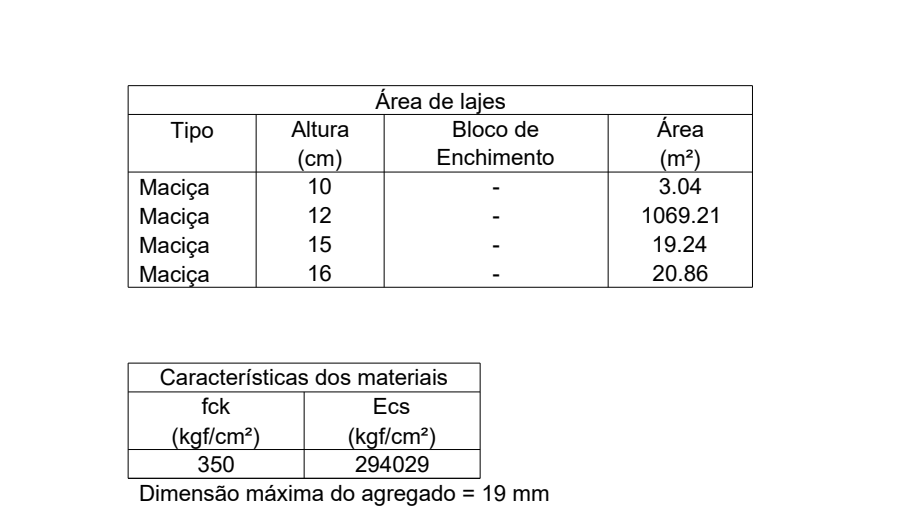 Área de lajes
Tipo Altura Bloco de Área
(cm) Enchimento (m²)
Maciça 10 - 3.04
Maciça 12 - 1069.21
Maciça 15 - 19.24
Maciça 16 - 20.86
Características dos materiais
fck Ecs
(kgf/cm²) (kgf/cm²)
350 294029
Dimensão máxima do agregado = 19 mm